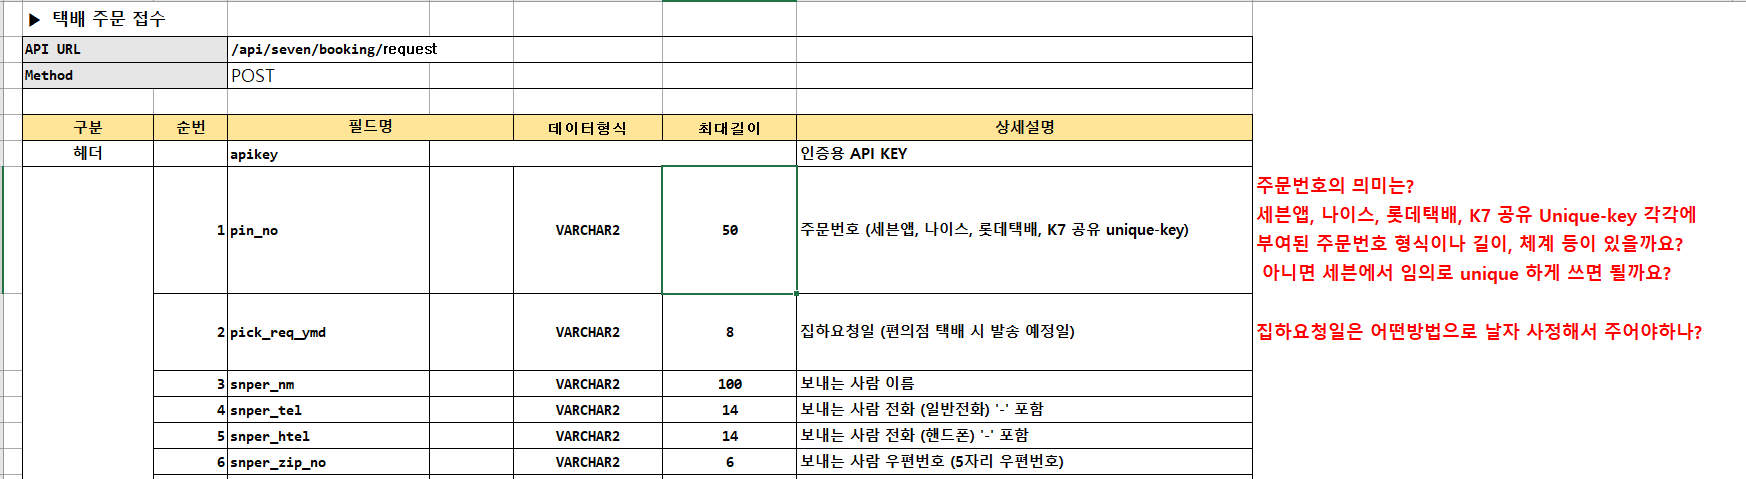 ▶ 택배 주문 접수
API URL /api/seven/booking/request
Method POST
구분 순번 필드명 데이터형식 최대길이 상세설명
헤더 apikey 인증용 API KEY
1 pin_no VARCHAR2 50 주문번호 (세븐앱, 나이스, 롯데택배, K7 공유 unique-key)
주문번호의 믜미는?
세븐앱, 나이스, 롯데택배, K7 공유 Unique-key 각각에
부여된 주문번호 형식이나 길이, 체계 등이 있을까요?
아니면 세븐에서 임의로 unique 하게 쓰면 될까요?
2 pick_req_ymd VARCHAR2 8 집하요청일 (편의점 택배 시 발송 예정일)
집하요청일은 어떤방법으로 날자 사정해서 주어야하나?
3 snper_nm VARCHAR2 100 보내는 사람 이름
4 snper_tel VARCHAR2 14 보내는 사람 전화 (일반전화) '-' 포함
5 snper_htel VARCHAR2 14 보내는 사람 전화 (핸드폰) '-' 포함
6 snper_zip_no VARCHAR2 6 보내는 사람 우편번호 (5자리 우편번호)